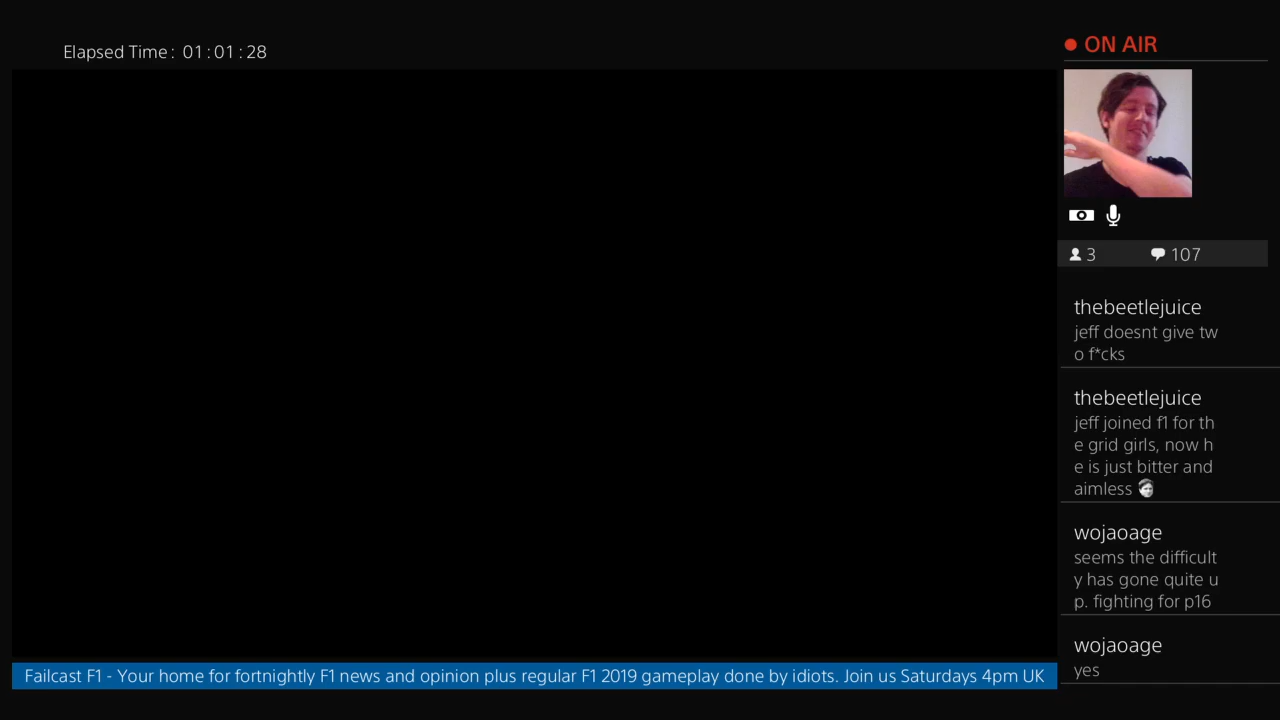 Elapsed Time: 01:01:28
ON AIR
3 107
thebeetlejuice
jeff doesnt give tw
o f*cks
thebeetlejuice
jeff joined f1 for th
e grid girls, now h
e is just bitter and
aimless
wojaoage
seems the difficult
y has gone quite u
p. fighting for p16
wojaoage
yes
Failcast F1 - Your home for fortnightly F1 news and opinion plus regular F1 2019 gameplay done by idiots. Join us Saturdays 4pm UK